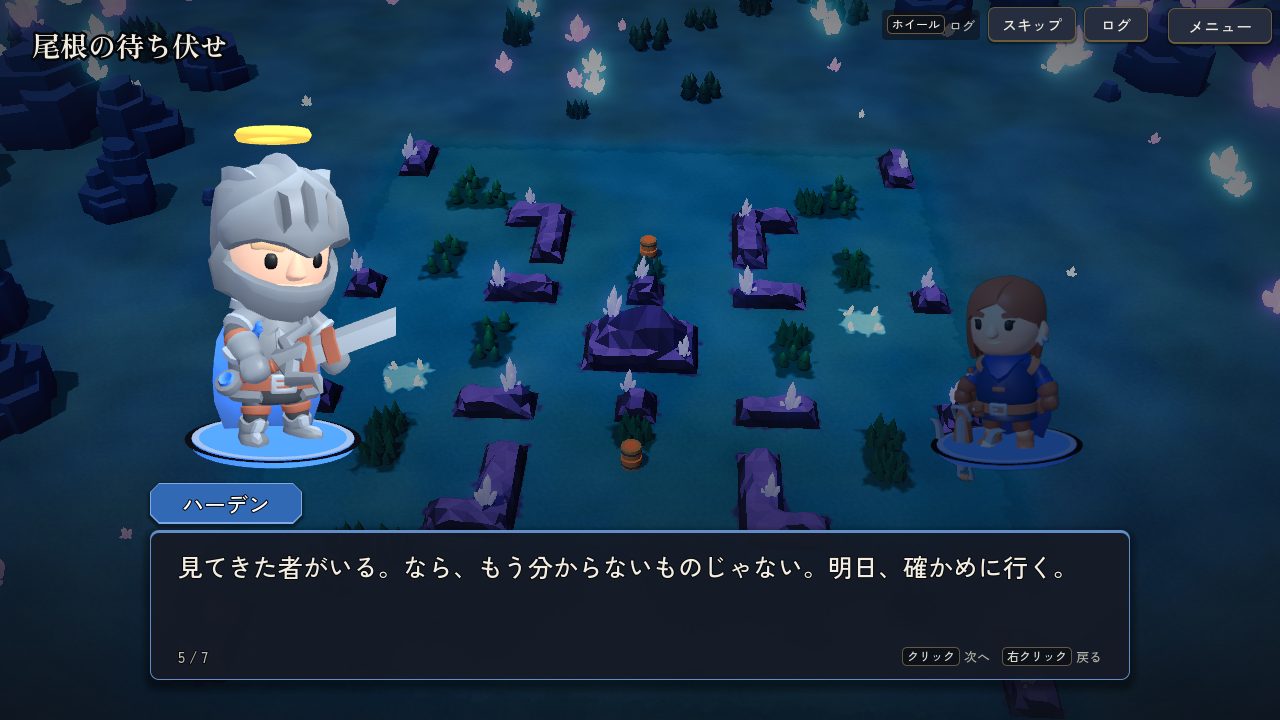 尾根の待ち伏せ
ホイール ログ
スキップ
ログ
メニュー
ハーデン
見てきた者がいる。なら、もう分からないものじゃない。明日、確かめに行く。
5 / 7
クリック 次へ 右クリック 戻る